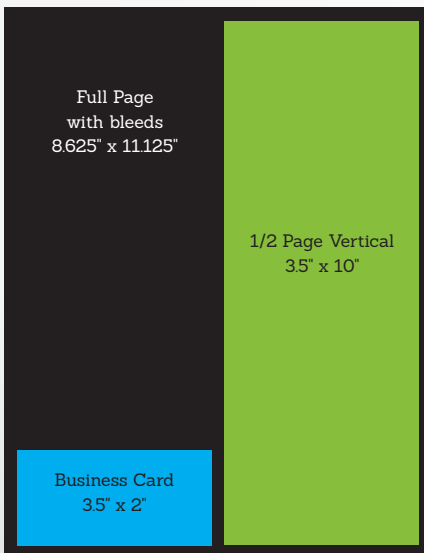 Full Page
with bleeds
8.625" x 11.125"
1/2 Page Vertical
3.5" x 10"
Business Card
3.5" x 2"